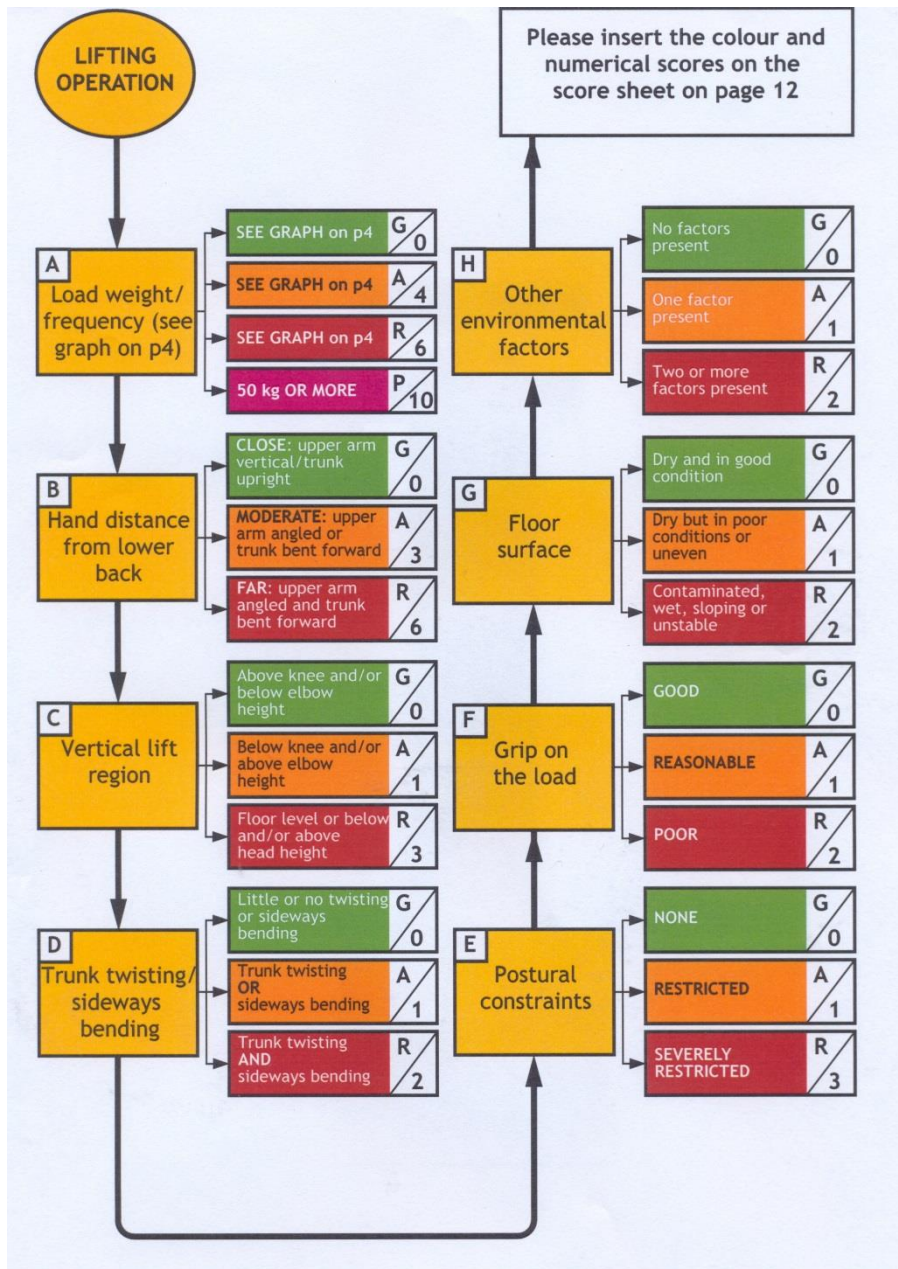 LIFTING
OPERATION
A
Load weight/
frequency (see
graph on p4)
SEE GRAPH on p4
G
0
SEE GRAPH on p4
A
4
SEE GRAPH on p4
R
6
50 kg OR MORE
P
10
B
Hand distance
from lower
back
CLOSE: upper arm
vertical/trunk
upright
G
0
MODERATE: upper
arm angled or
trunk bent forward
A
3
FAR: upper arm
angled and trunk
bent forward
R
6
C
Vertical lift
region
Above knee and/or
below elbow
height
G
0
Below knee and/or
above elbow
height
A
1
Floor level or below
and/or above
head height
R
3
D
Trunk twisting/
sideways
bending
Little or no twisting
or sideways
bending
G
0
Trunk twisting
OR
sideways bending
A
1
Trunk twisting
AND
sideways bending
R
2
E
Postural
constraints
NONE
G
0
RESTRICTED
A
1
SEVERELY
RESTRICTED
R
3
F
Grip on
the load
GOOD
G
0
REASONABLE
A
1
POOR
R
2
G
Floor
surface
Dry and in good
condition
G
0
Dry but in poor
conditions or
uneven
A
1
Contaminated,
wet, sloping or
unstable
R
2
H
Other
environmental
factors
No factors
present
G
0
One factor
present
A
1
Two or more
factors present
R
2
Please insert the colour and
numerical scores on the
score sheet on page 12